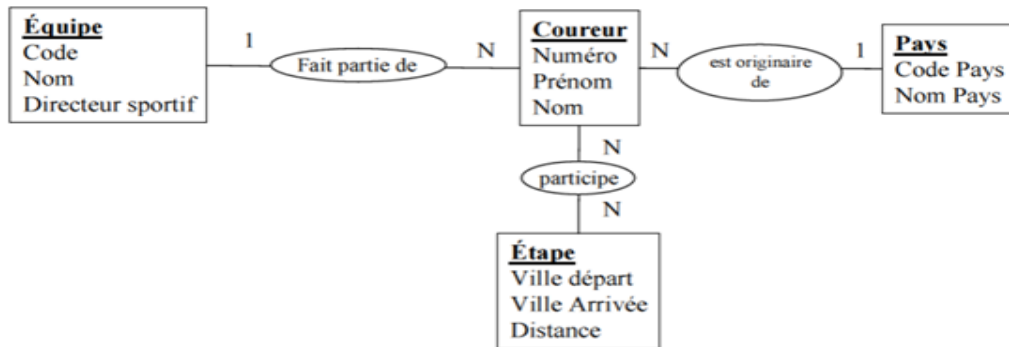 Équipe
Code
Nom
Directeur sportif
1
Fait partie de
N
Coureur
Numéro
Prénom
Nom
N
est originaire
de
1
Pays
Code Pays
Nom Pays
N
participe
N
Étape
Ville départ
Ville Arrivée
Distance